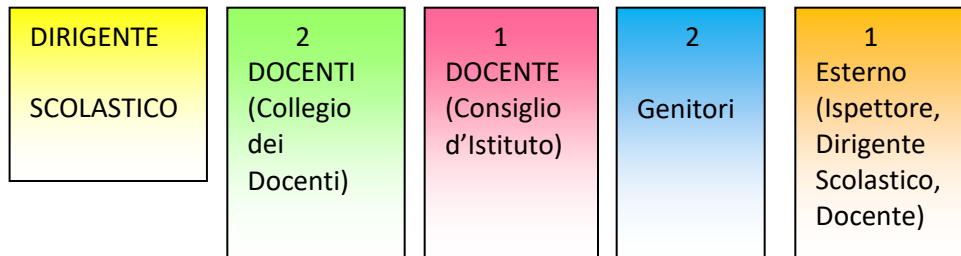 DIRIGENTE
SCOLASTICO
2
DOCENTI
(Collegio
dei
Docenti)
1
DOCENTE
(Consiglio
d’Istituto)
2
Genitori
1
Esterno
(Ispettore,
Dirigente
Scolastico,
Docente)